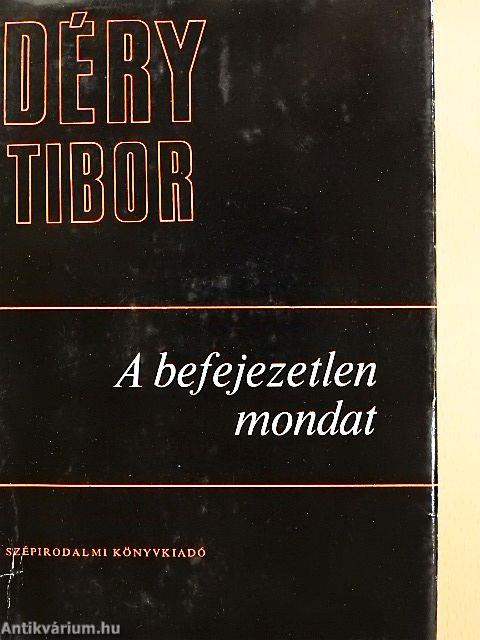 DÉRY
TIBOR
A befejezetlen
mondat
SZÉPIRODALMI KÖNYVKIADÓ
Antikvárium.hu